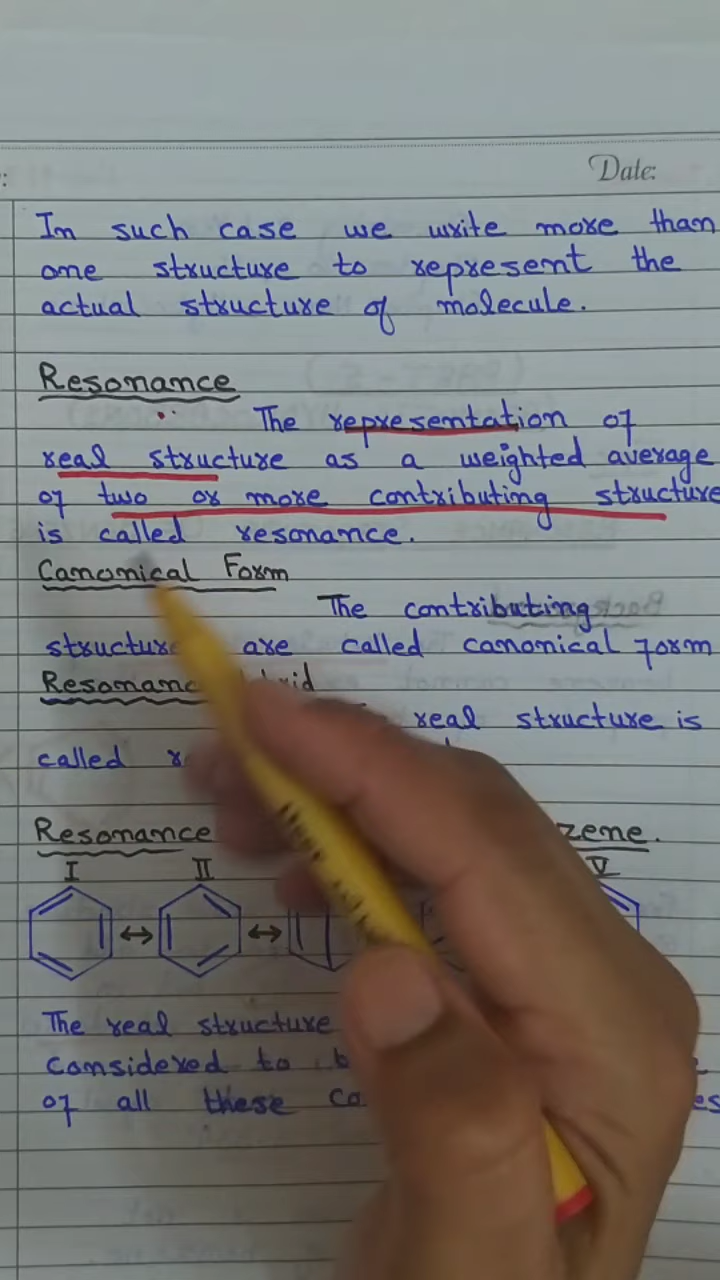 Date:
In such case we write more than
one structure to represent the
actual structure of molecule.
Resonance
The representation of
real structure as a weighted average
of two or more contributing structure
is called resonance.
Canonical Form
The contributing
structure are called canonical form
Resonance
real structure is
called
Resonance
I II V
The real structure
considered to
of all these